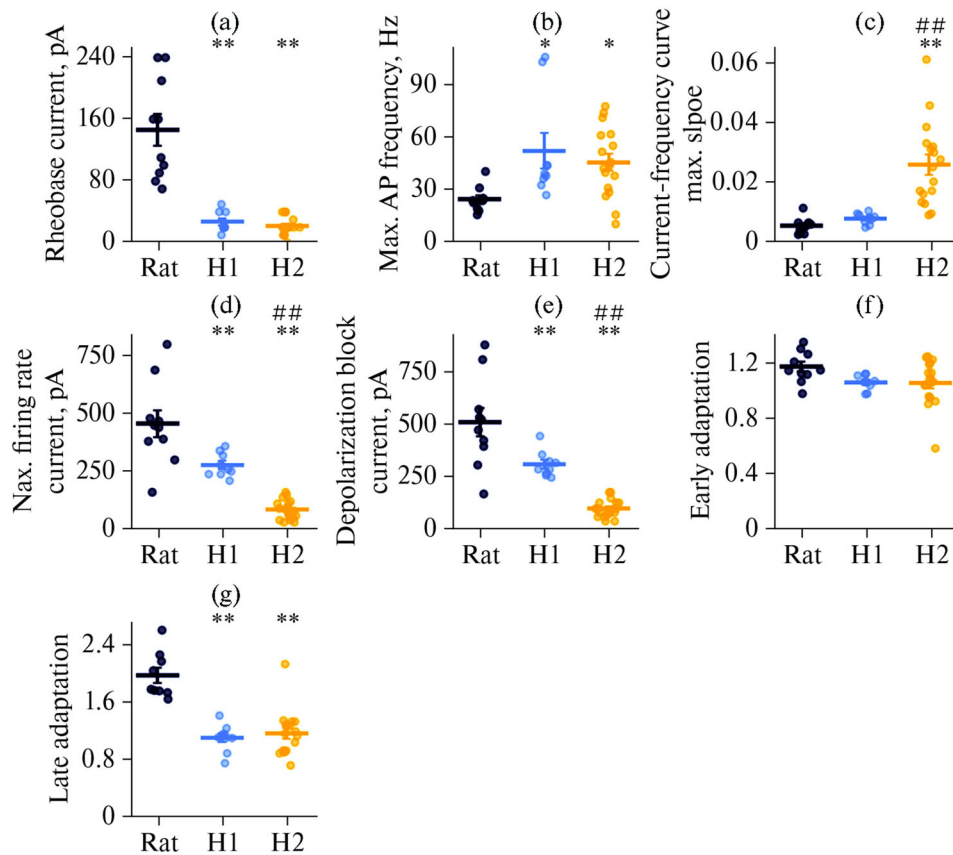 (a)
**
**
Rheobase current, pA
240
160
80
0
Rat
H1
H2
(b)
*
*
Max. AP frequency, Hz
90
60
30
0
Rat
H1
H2
(c)
##
**
Current-frequency curve
max. slpoe
0.06
0.04
0.02
0
Rat
H1
H2
(d)
**
##
**
Nax. firing rate
current, pA
750
500
250
0
Rat
H1
H2
(e)
**
##
**
Depolarization block
current, pA
750
500
250
0
Rat
H1
H2
(f)
Early adaptation
1.2
0.8
0.4
0
Rat
H1
H2
(g)
**
**
Late adaptation
2.4
1.6
0.8
0
Rat
H1
H2